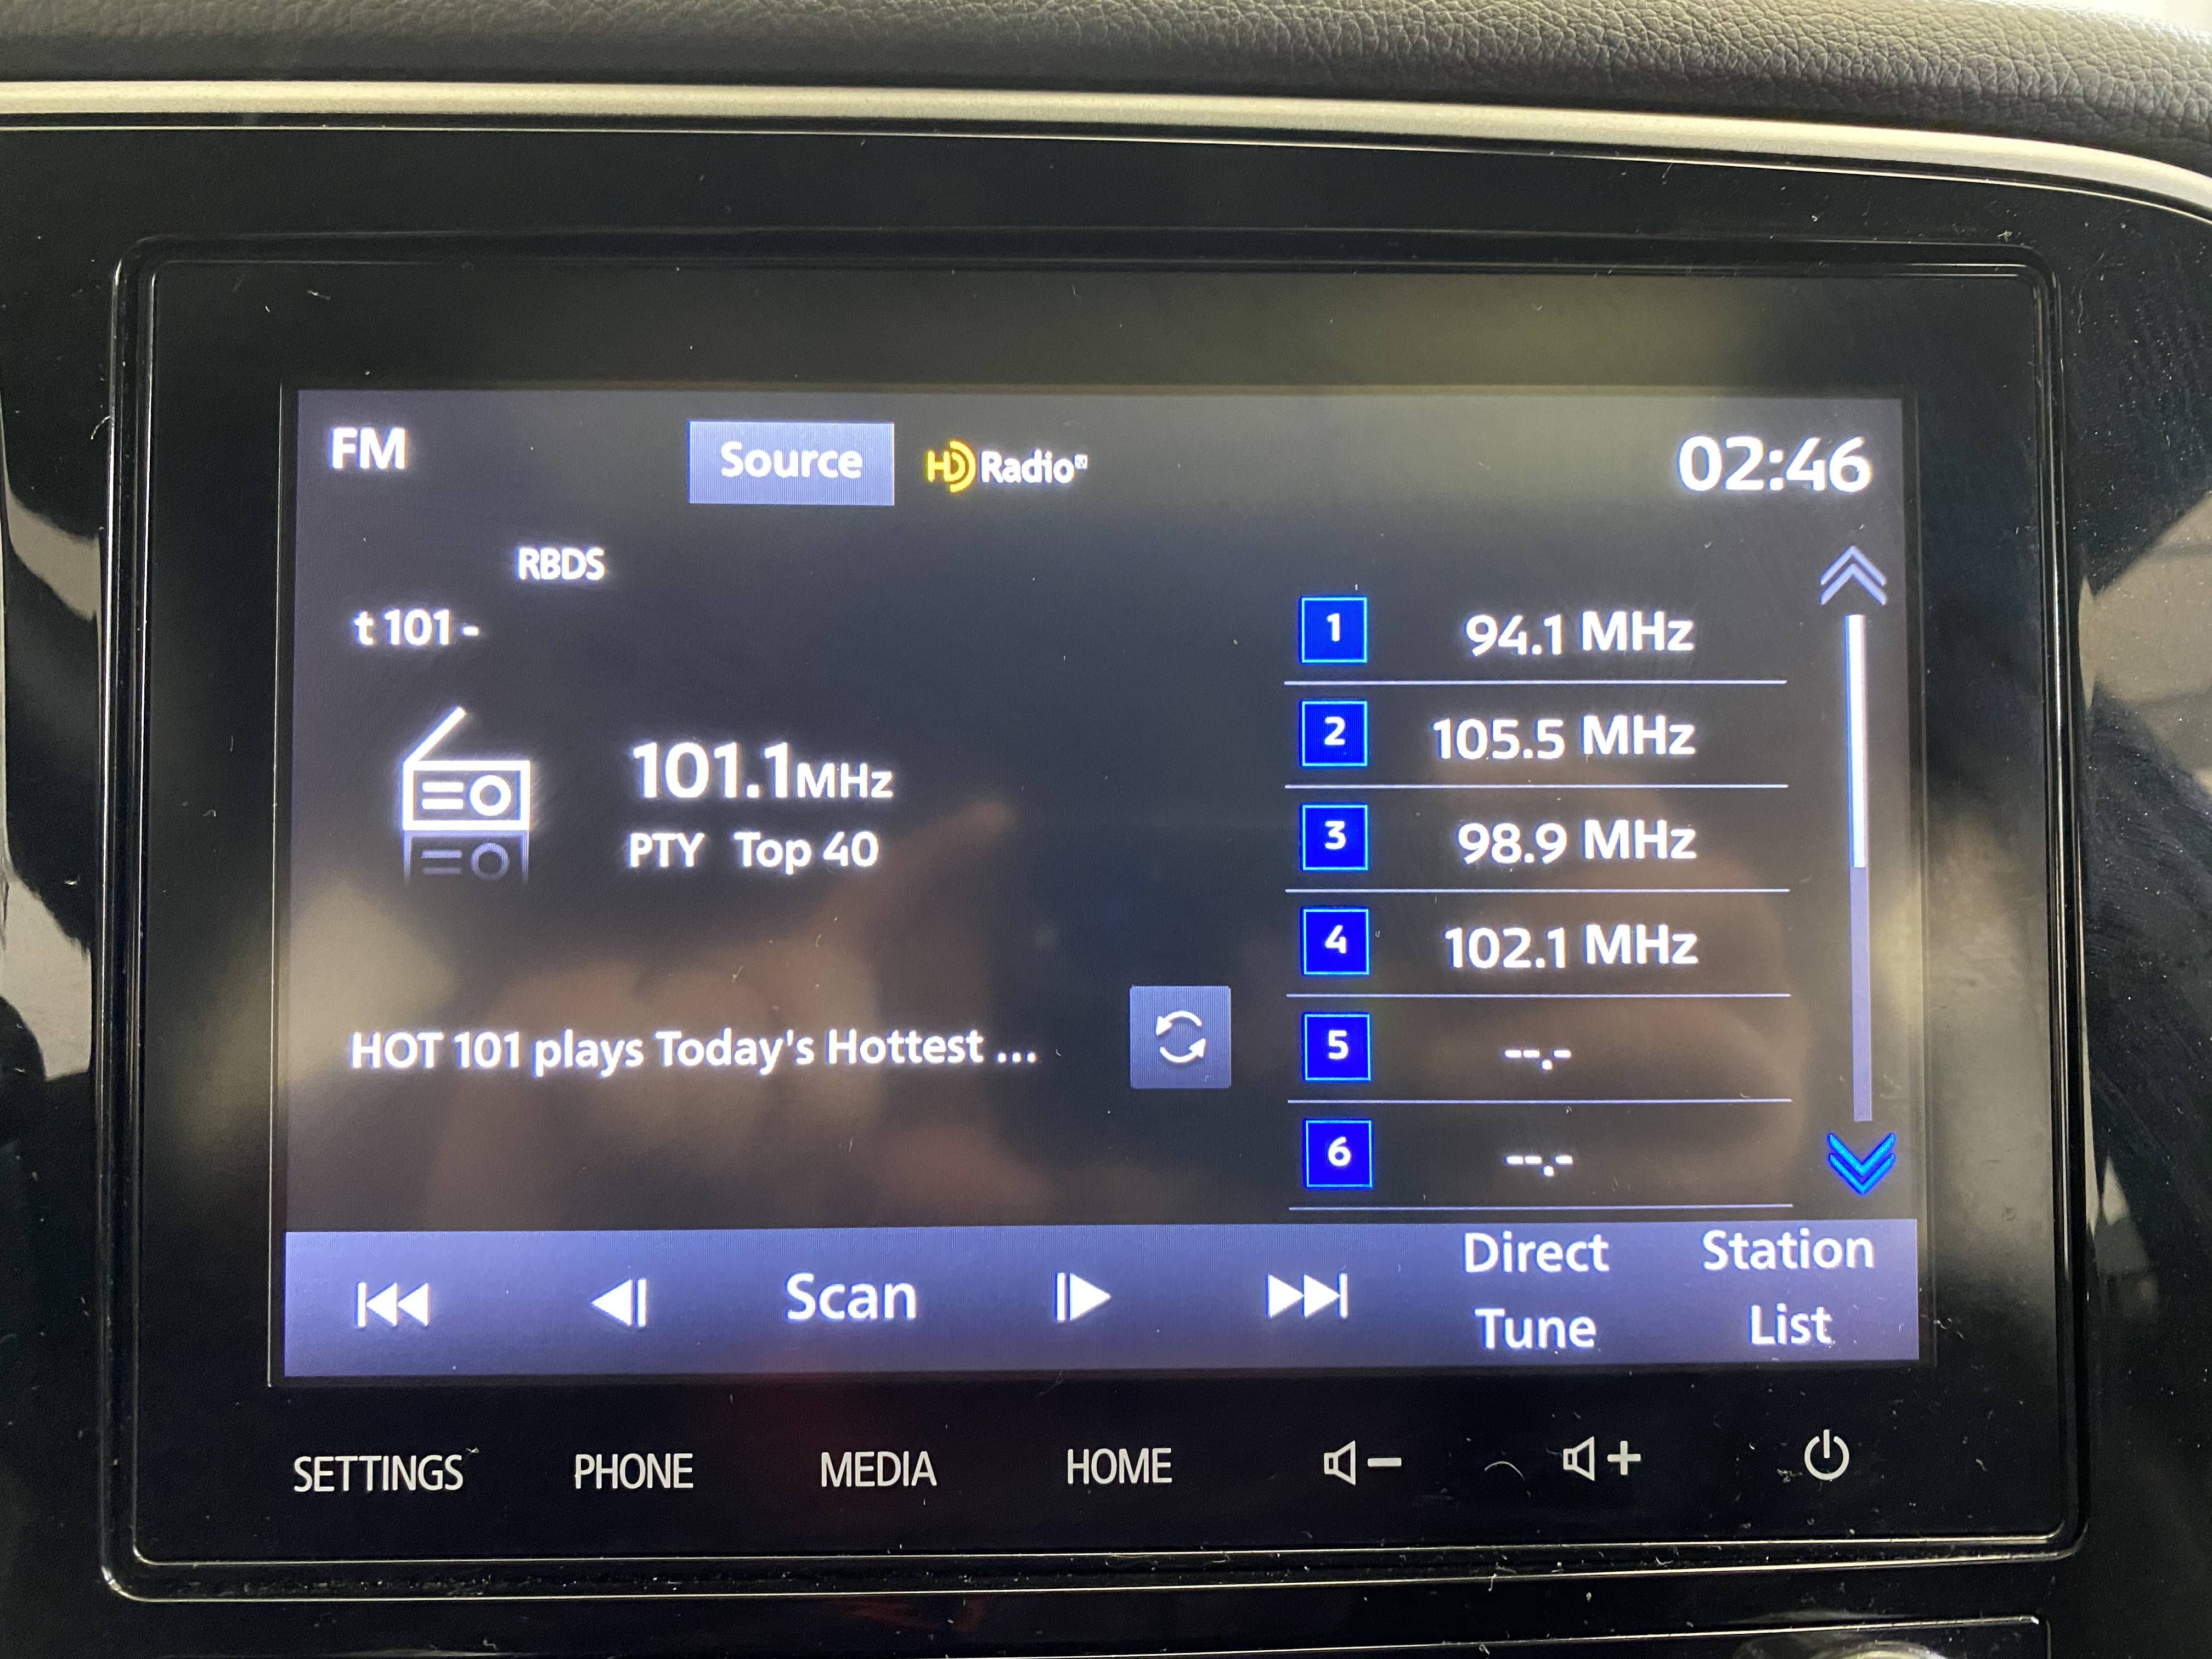 FM
Source
HD Radio
02:46
RBDS
t 101 -
101.1MHz
PTY Top 40
HOT 101 plays Today's Hottest ...
1 94.1 MHz
2 105.5 MHz
3 98.9 MHz
4 102.1 MHz
5 --.-
6 --.-
Scan
Direct
Tune
Station
List
SETTINGS PHONE MEDIA HOME